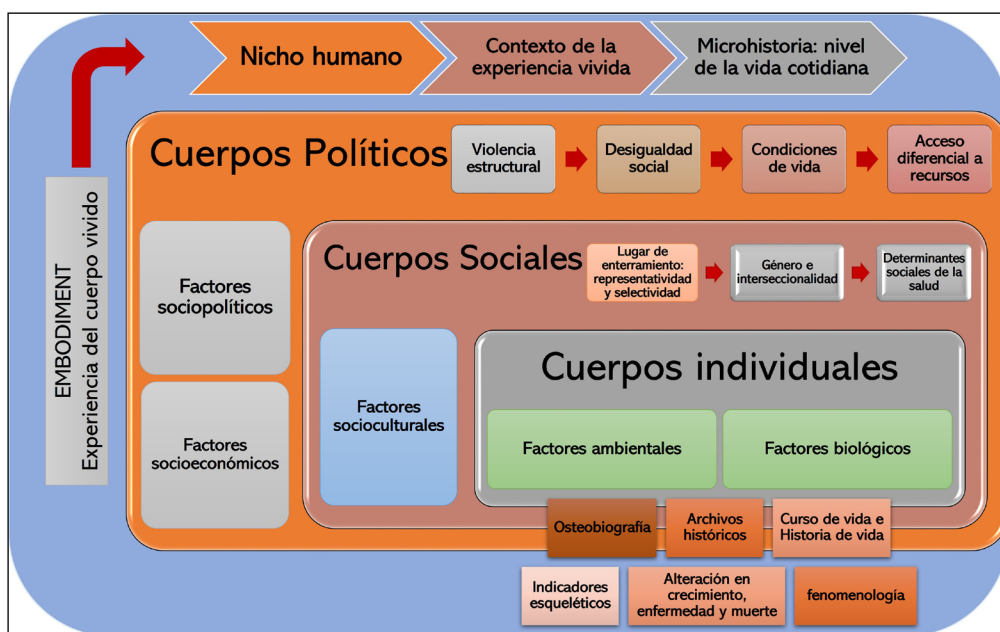 Nicho humano
Contexto de la
experiencia vivida
Microhistoria: nivel
de la vida cotidiana
EMBODIMENT
Experiencia del cuerpo vivido
Cuerpos Políticos
Violencia
estructural
Desigualdad
social
Condiciones
de vida
Acceso
diferencial a
recursos
Factores
sociopolíticos
Factores
socioeconómicos
Cuerpos Sociales
Lugar de
enterramiento:
representatividad
y selectividad
Género e
interseccionalidad
Determinantes
sociales de la
salud
Factores
socioculturales
Cuerpos individuales
Factores ambientales
Factores biológicos
Osteobiografía
Archivos
históricos
Curso de vida e
Historia de vida
Indicadores
esqueléticos
Alteración en
crecimiento,
enfermedad y muerte
fenomenología